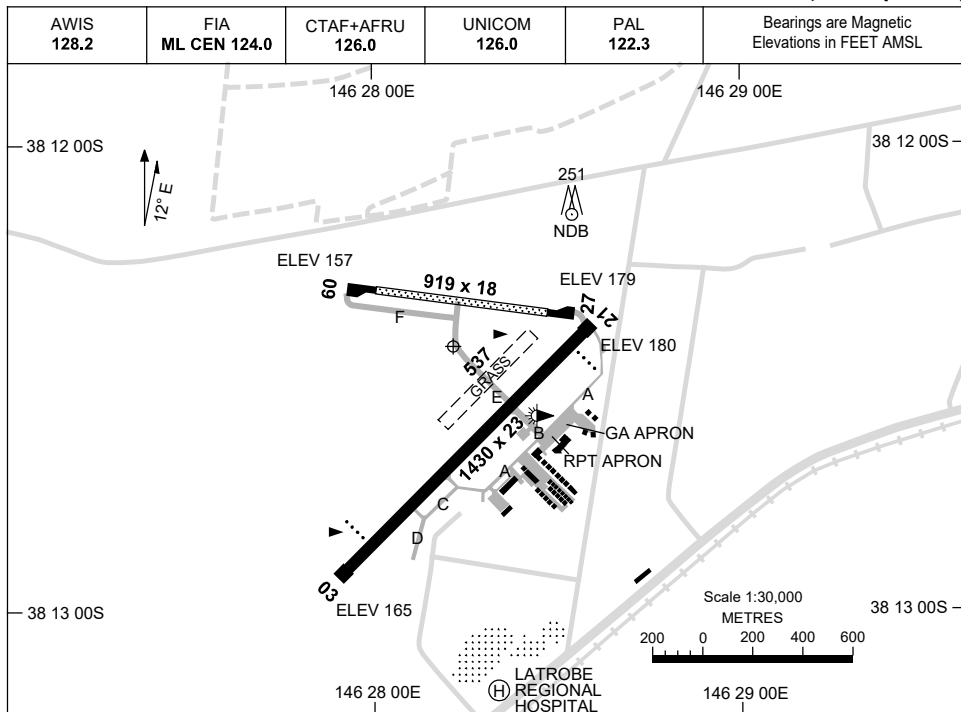 AWIS
128.2
FIA
ML CEN 124.0
CTAF+AFRU
126.0
UNICOM
126.0
PAL
122.3
Bearings are Magnetic
Elevations in FEET AMSL
146 28 00E
146 29 00E
38 12 00S
38 12 00S
12° E
251
NDB
ELEV 157
09
919 x 18
ELEV 179
27
21
F
537
GRASS
ELEV 180
E
A
1430 x 23
B
GA APRON
RPT APRON
A
C
D
03
ELEV 165
38 13 00S
38 13 00S
Scale 1:30,000
METRES
200 0 200 400 600
H
LATROBE
REGIONAL
HOSPITAL
146 28 00E
146 29 00E